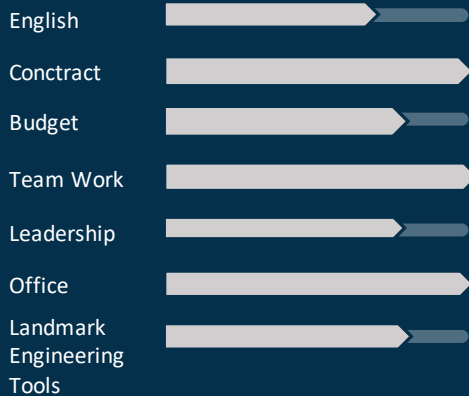 English
Conctract
Budget
Team Work
Leadership
Office
Landmark
Engineering
Tools